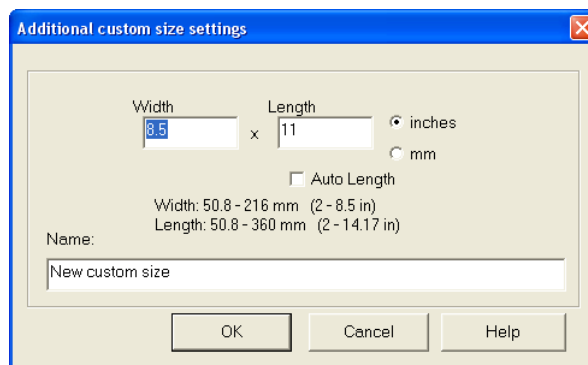 Additional custom size settings
Width Length
8.5 x 11 inches
mm
Auto Length
Width: 50.8 - 216 mm (2 - 8.5 in)
Length: 50.8 - 360 mm (2 - 14.17 in)
Name:
New custom size
OK Cancel Help